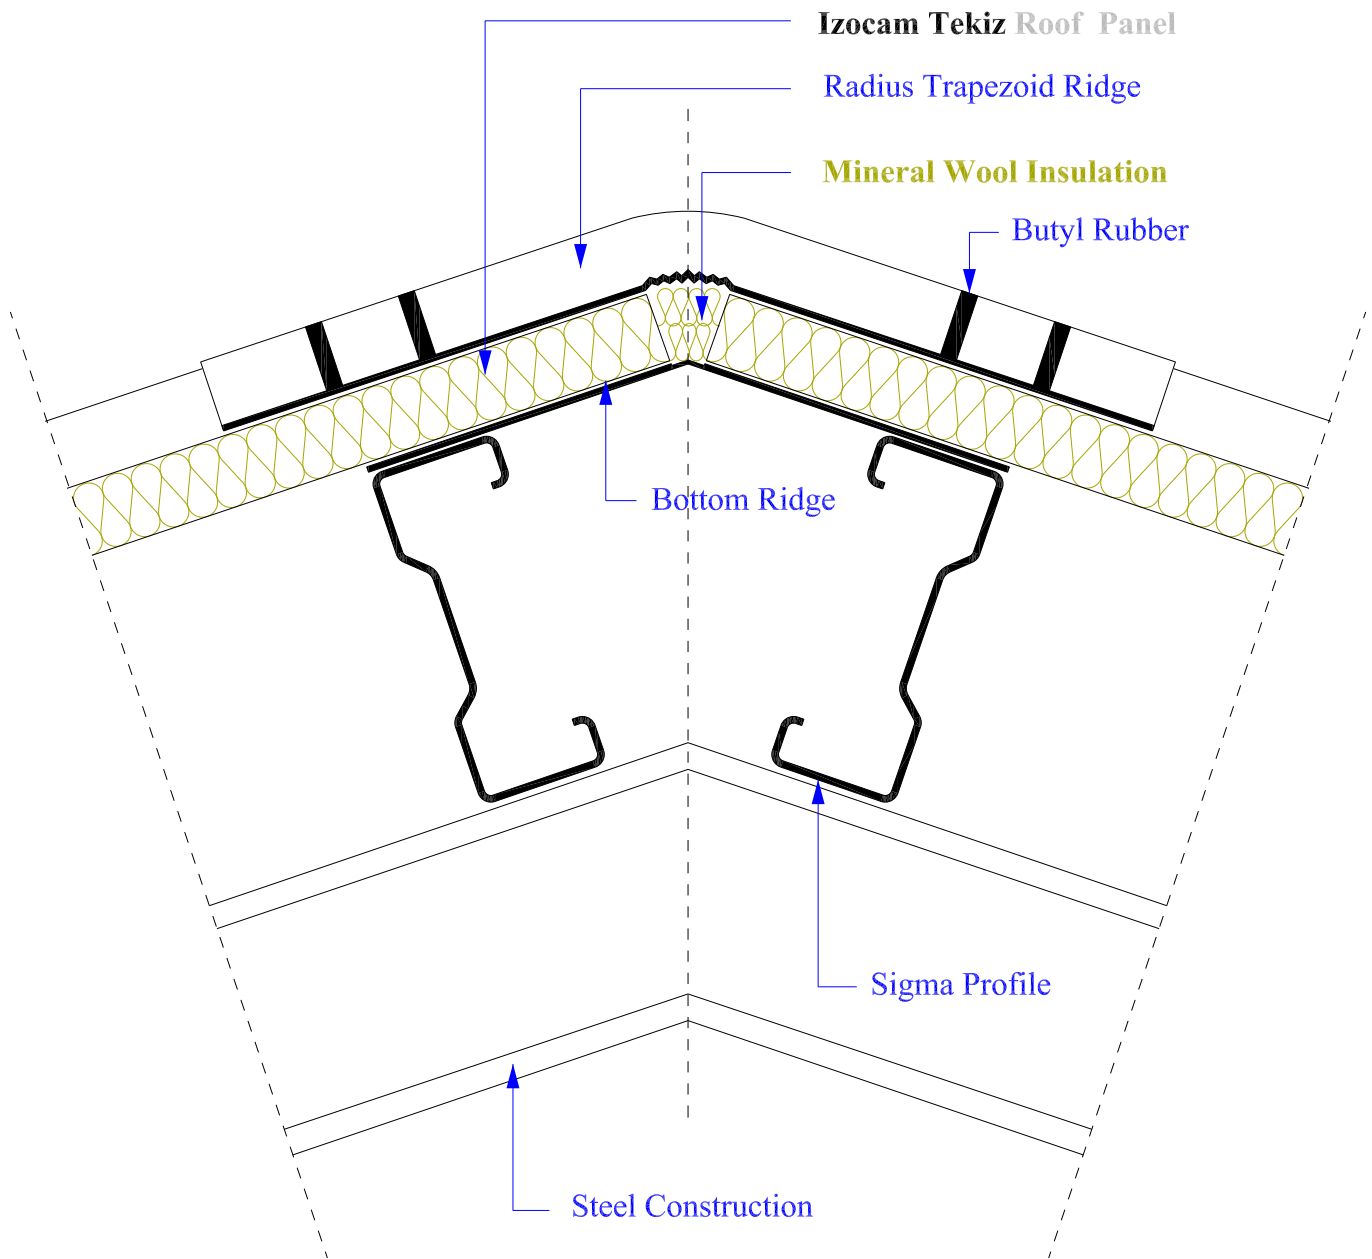 Izocam Tekiz Roof Panel
Radius Trapezoid Ridge
Mineral Wool Insulation
Butyl Rubber
Bottom Ridge
Sigma Profile
Steel Construction